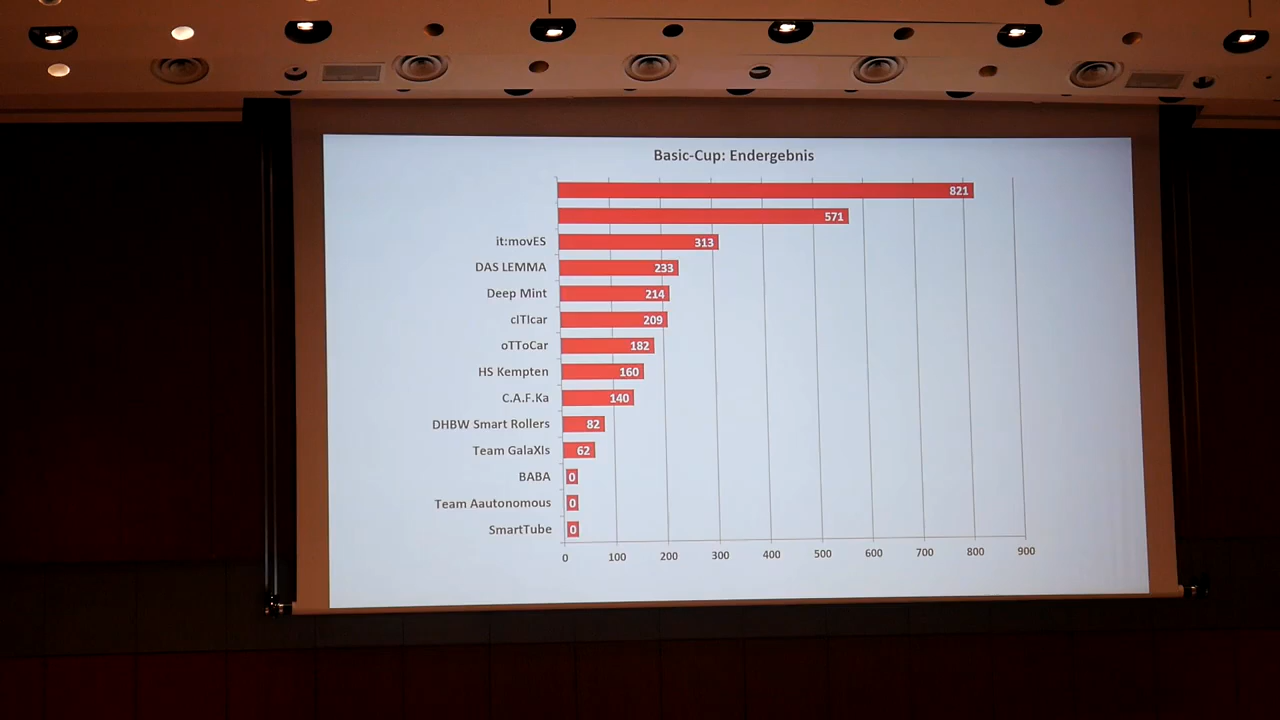 Basic-Cup: Endergebnis
821
571
it:movES 313
DAS LEMMA 233
Deep Mint 214
cITIcar 209
oTToCar 182
HS Kempten 160
C.A.F.Ka 140
DHBW Smart Rollers 82
Team GalaXIs 62
BABA 0
Team Aautonomous 0
SmartTube 0
0 100 200 300 400 500 600 700 800 900